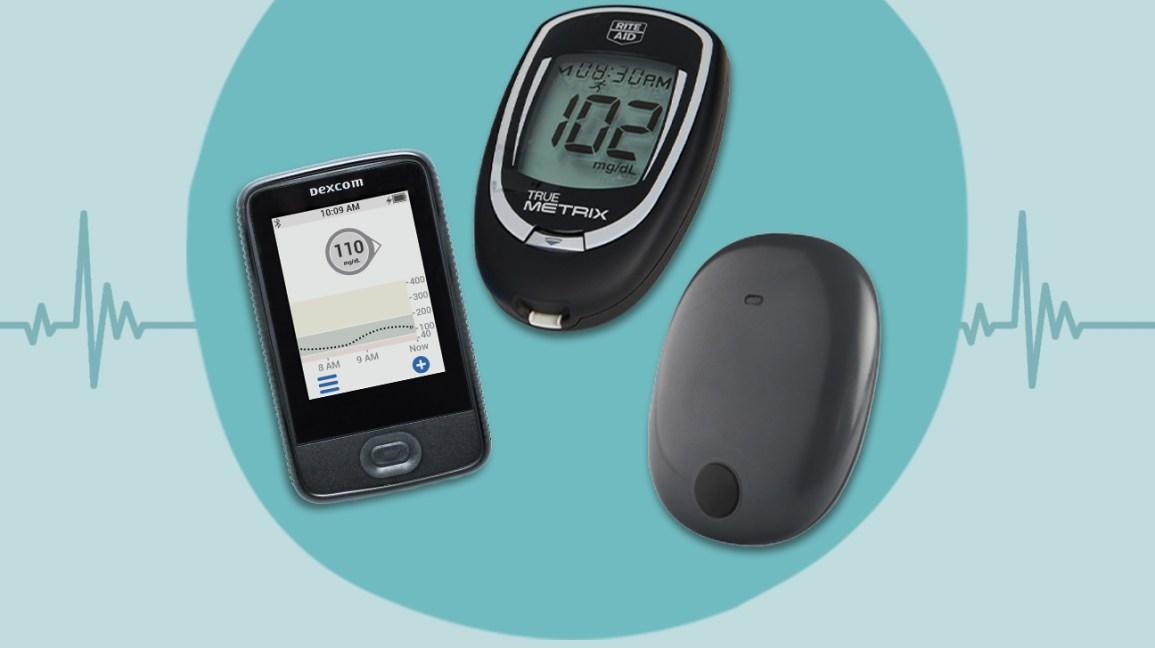 RITE
AID
M 08:30PM
102
mg/dL
TRUE
METRIX
Dexcom
10:09 AM
110
mg/dL
400
300
200
100
40
Now
8 AM
9 AM